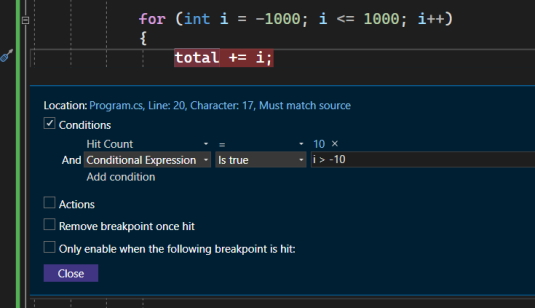 for (int i = -1000; i <= 1000; i++)
{
total += i;
Location: Program.cs, Line: 20, Character: 17, Must match source
Conditions
Hit Count = 10 ×
And Conditional Expression Is true i > -10
Add condition
Actions
Remove breakpoint once hit
Only enable when the following breakpoint is hit:
Close